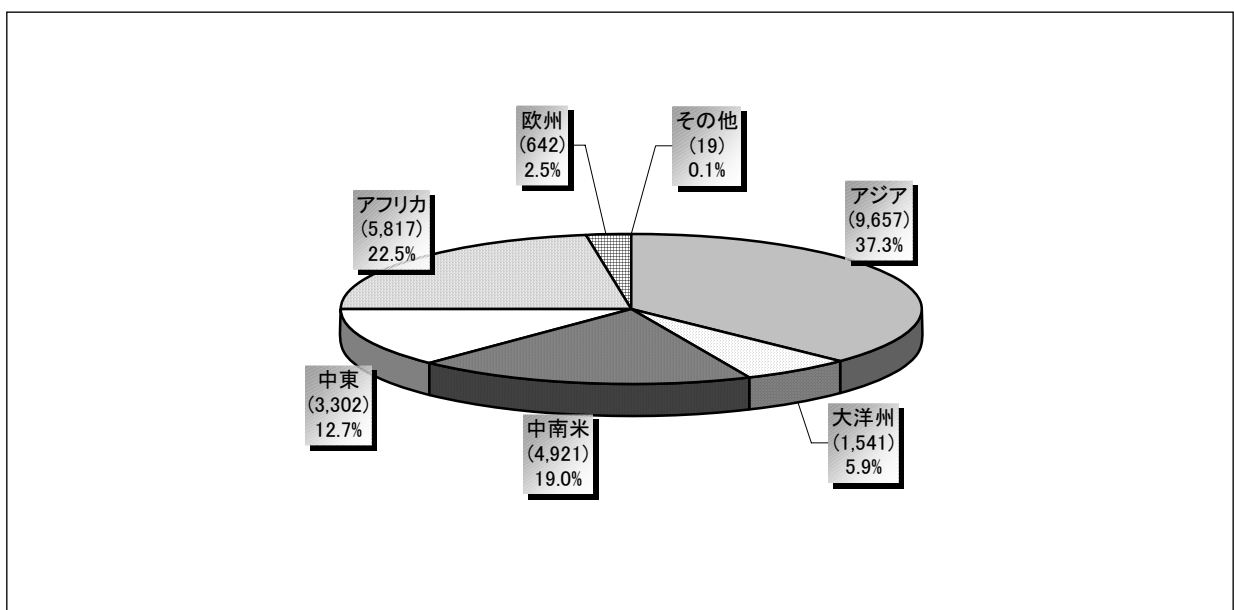 欧州
(642)
2.5%
その他
(19)
0.1%
アジア
(9,657)
37.3%
アフリカ
(5,817)
22.5%
中東
(3,302)
12.7%
中南米
(4,921)
19.0%
大洋州
(1,541)
5.9%